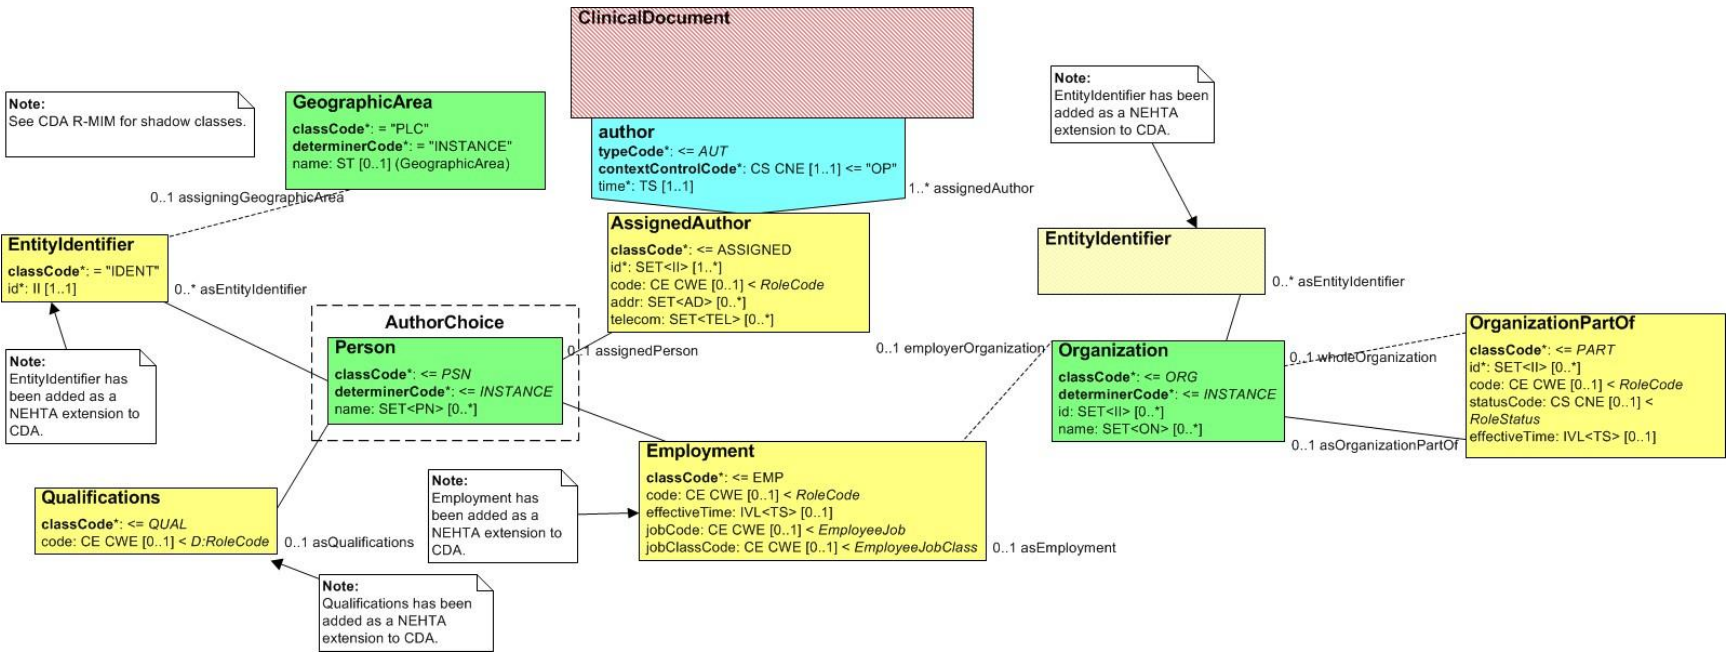 ClinicalDocument
Note:
See CDA R-MIM for shadow classes.
GeographicArea
classCode*: = "PLC"
determinerCode*: = "INSTANCE"
name: ST [0..1] (GeographicArea)
author
typeCode*: <= AUT
contextControlCode*: CS CNE [1..1] <= "OP"
time*: TS [1..1]
Note:
EntityIdentifier has been
added as a NEHTA
extension to CDA.
0..1 assigningGeographicArea
1..* assignedAuthor
EntityIdentifier
classCode*: = "IDENT"
id*: II [1..1]
0..* asEntityIdentifier
AssignedAuthor
classCode*: <= ASSIGNED
id*: SET<II> [1..*]
code: CE CWE [0..1] < RoleCode
addr: SET<AD> [0..*]
telecom: SET<TEL> [0..*]
EntityIdentifier
0..* asEntityIdentifier
AuthorChoice
Person
classCode*: <= PSN
determinerCode*: <= INSTANCE
name: SET<PN> [0..*]
0..1 assignedPerson
0..1 employerOrganization
Organization
classCode*: <= ORG
determinerCode*: <= INSTANCE
id: SET<II> [0..*]
name: SET<ON> [0..*]
0..1 wholeOrganization
OrganizationPartOf
classCode*: <= PART
id*: SET<II> [0..*]
code: CE CWE [0..1] < RoleCode
statusCode: CS CNE [0..1] <
RoleStatus
effectiveTime: IVL<TS> [0..1]
0..1 asOrganizationPartOf
Note:
EntityIdentifier has
been added as a
NEHTA extension to
CDA.
Employment
classCode*: <= EMP
code: CE CWE [0..1] < RoleCode
effectiveTime: IVL<TS> [0..1]
jobCode: CE CWE [0..1] < EmployeeJob
jobClassCode: CE CWE [0..1] < EmployeeJobClass
0..1 asEmployment
Note:
Employment has
been added as a
NEHTA extension to
CDA.
Qualifications
classCode*: <= QUAL
code: CE CWE [0..1] < D:RoleCode
0..1 asQualifications
Note:
Qualifications has been
added as a NEHTA
extension to CDA.